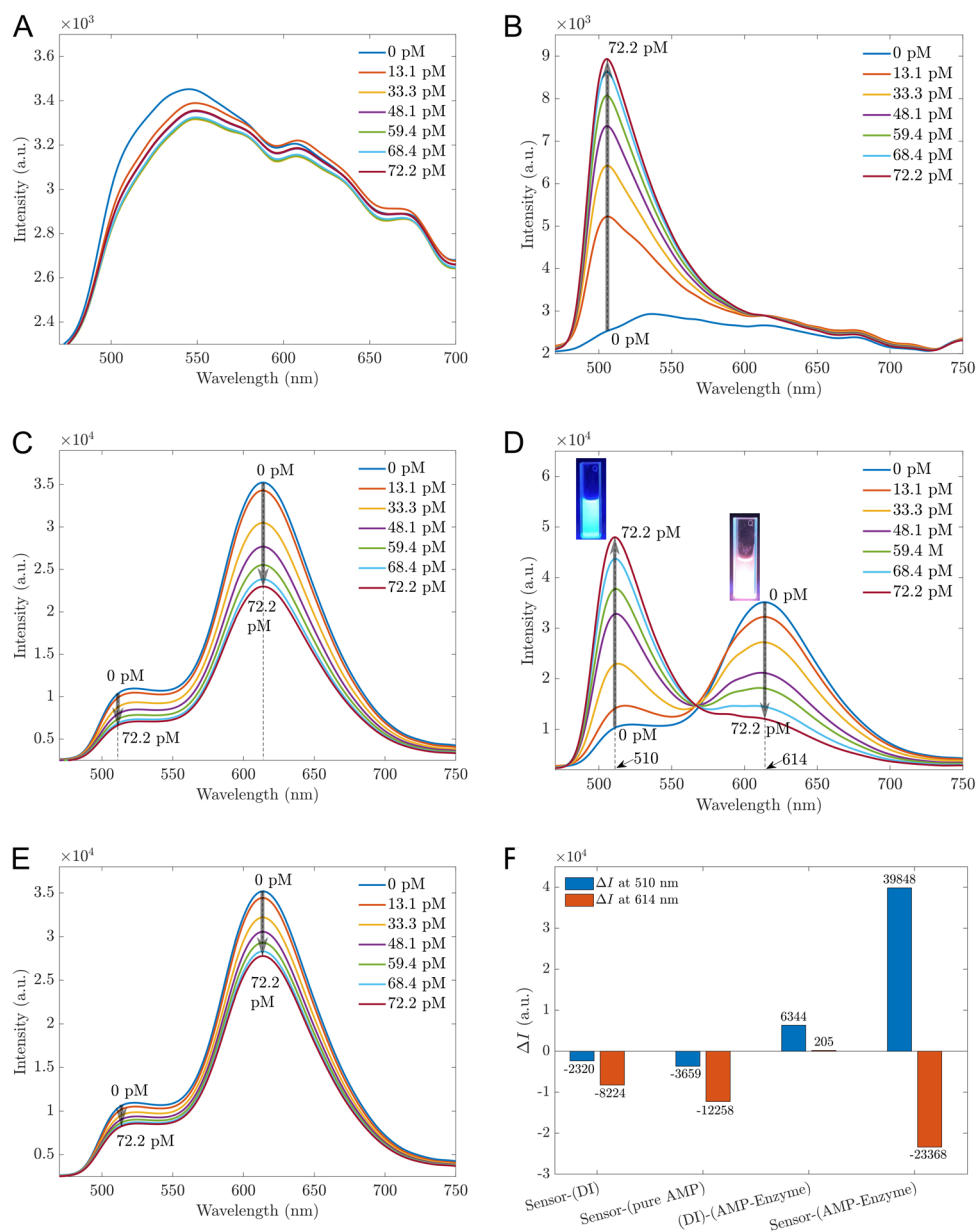 A
×10³
3.6
3.4
3.2
3
2.8
2.6
2.4
Intensity (a.u.)
500
550
600
650
700
Wavelength (nm)
0 pM
13.1 pM
33.3 pM
48.1 pM
59.4 pM
68.4 pM
72.2 pM
B
×10³
9
8
7
6
5
4
3
2
Intensity (a.u.)
72.2 pM
0 pM
500
550
600
650
700
750
Wavelength (nm)
0 pM
13.1 pM
33.3 pM
48.1 pM
59.4 pM
68.4 pM
72.2 pM
C
×10⁴
3.5
3
2.5
2
1.5
1
0.5
Intensity (a.u.)
0 pM
72.2
pM
0 pM
72.2 pM
500
550
600
650
700
750
Wavelength (nm)
0 pM
13.1 pM
33.3 pM
48.1 pM
59.4 pM
68.4 pM
72.2 pM
D
×10⁴
6
5
4
3
2
1
Intensity (a.u.)
72.2 pM
0 pM
0 pM
72.2 pM
510
614
500
550
600
650
700
750
Wavelength (nm)
0 pM
13.1 pM
33.3 pM
48.1 pM
59.4 M
68.4 pM
72.2 pM
E
×10⁴
3.5
3
2.5
2
1.5
1
0.5
Intensity (a.u.)
0 pM
72.2
pM
0 pM
72.2 pM
500
550
600
650
700
750
Wavelength (nm)
0 pM
13.1 pM
33.3 pM
48.1 pM
59.4 pM
68.4 pM
72.2 pM
F
×10⁴
4
3
2
1
0
-1
-2
-3
ΔI (a.u.)
ΔI at 510 nm
ΔI at 614 nm
-2320
-8224
-3659
-12258
6344
205
39848
-23368
Sensor-(DI)
Sensor-(pure AMP)
(DI)-(AMP-Enzyme)
Sensor-(AMP-Enzyme)